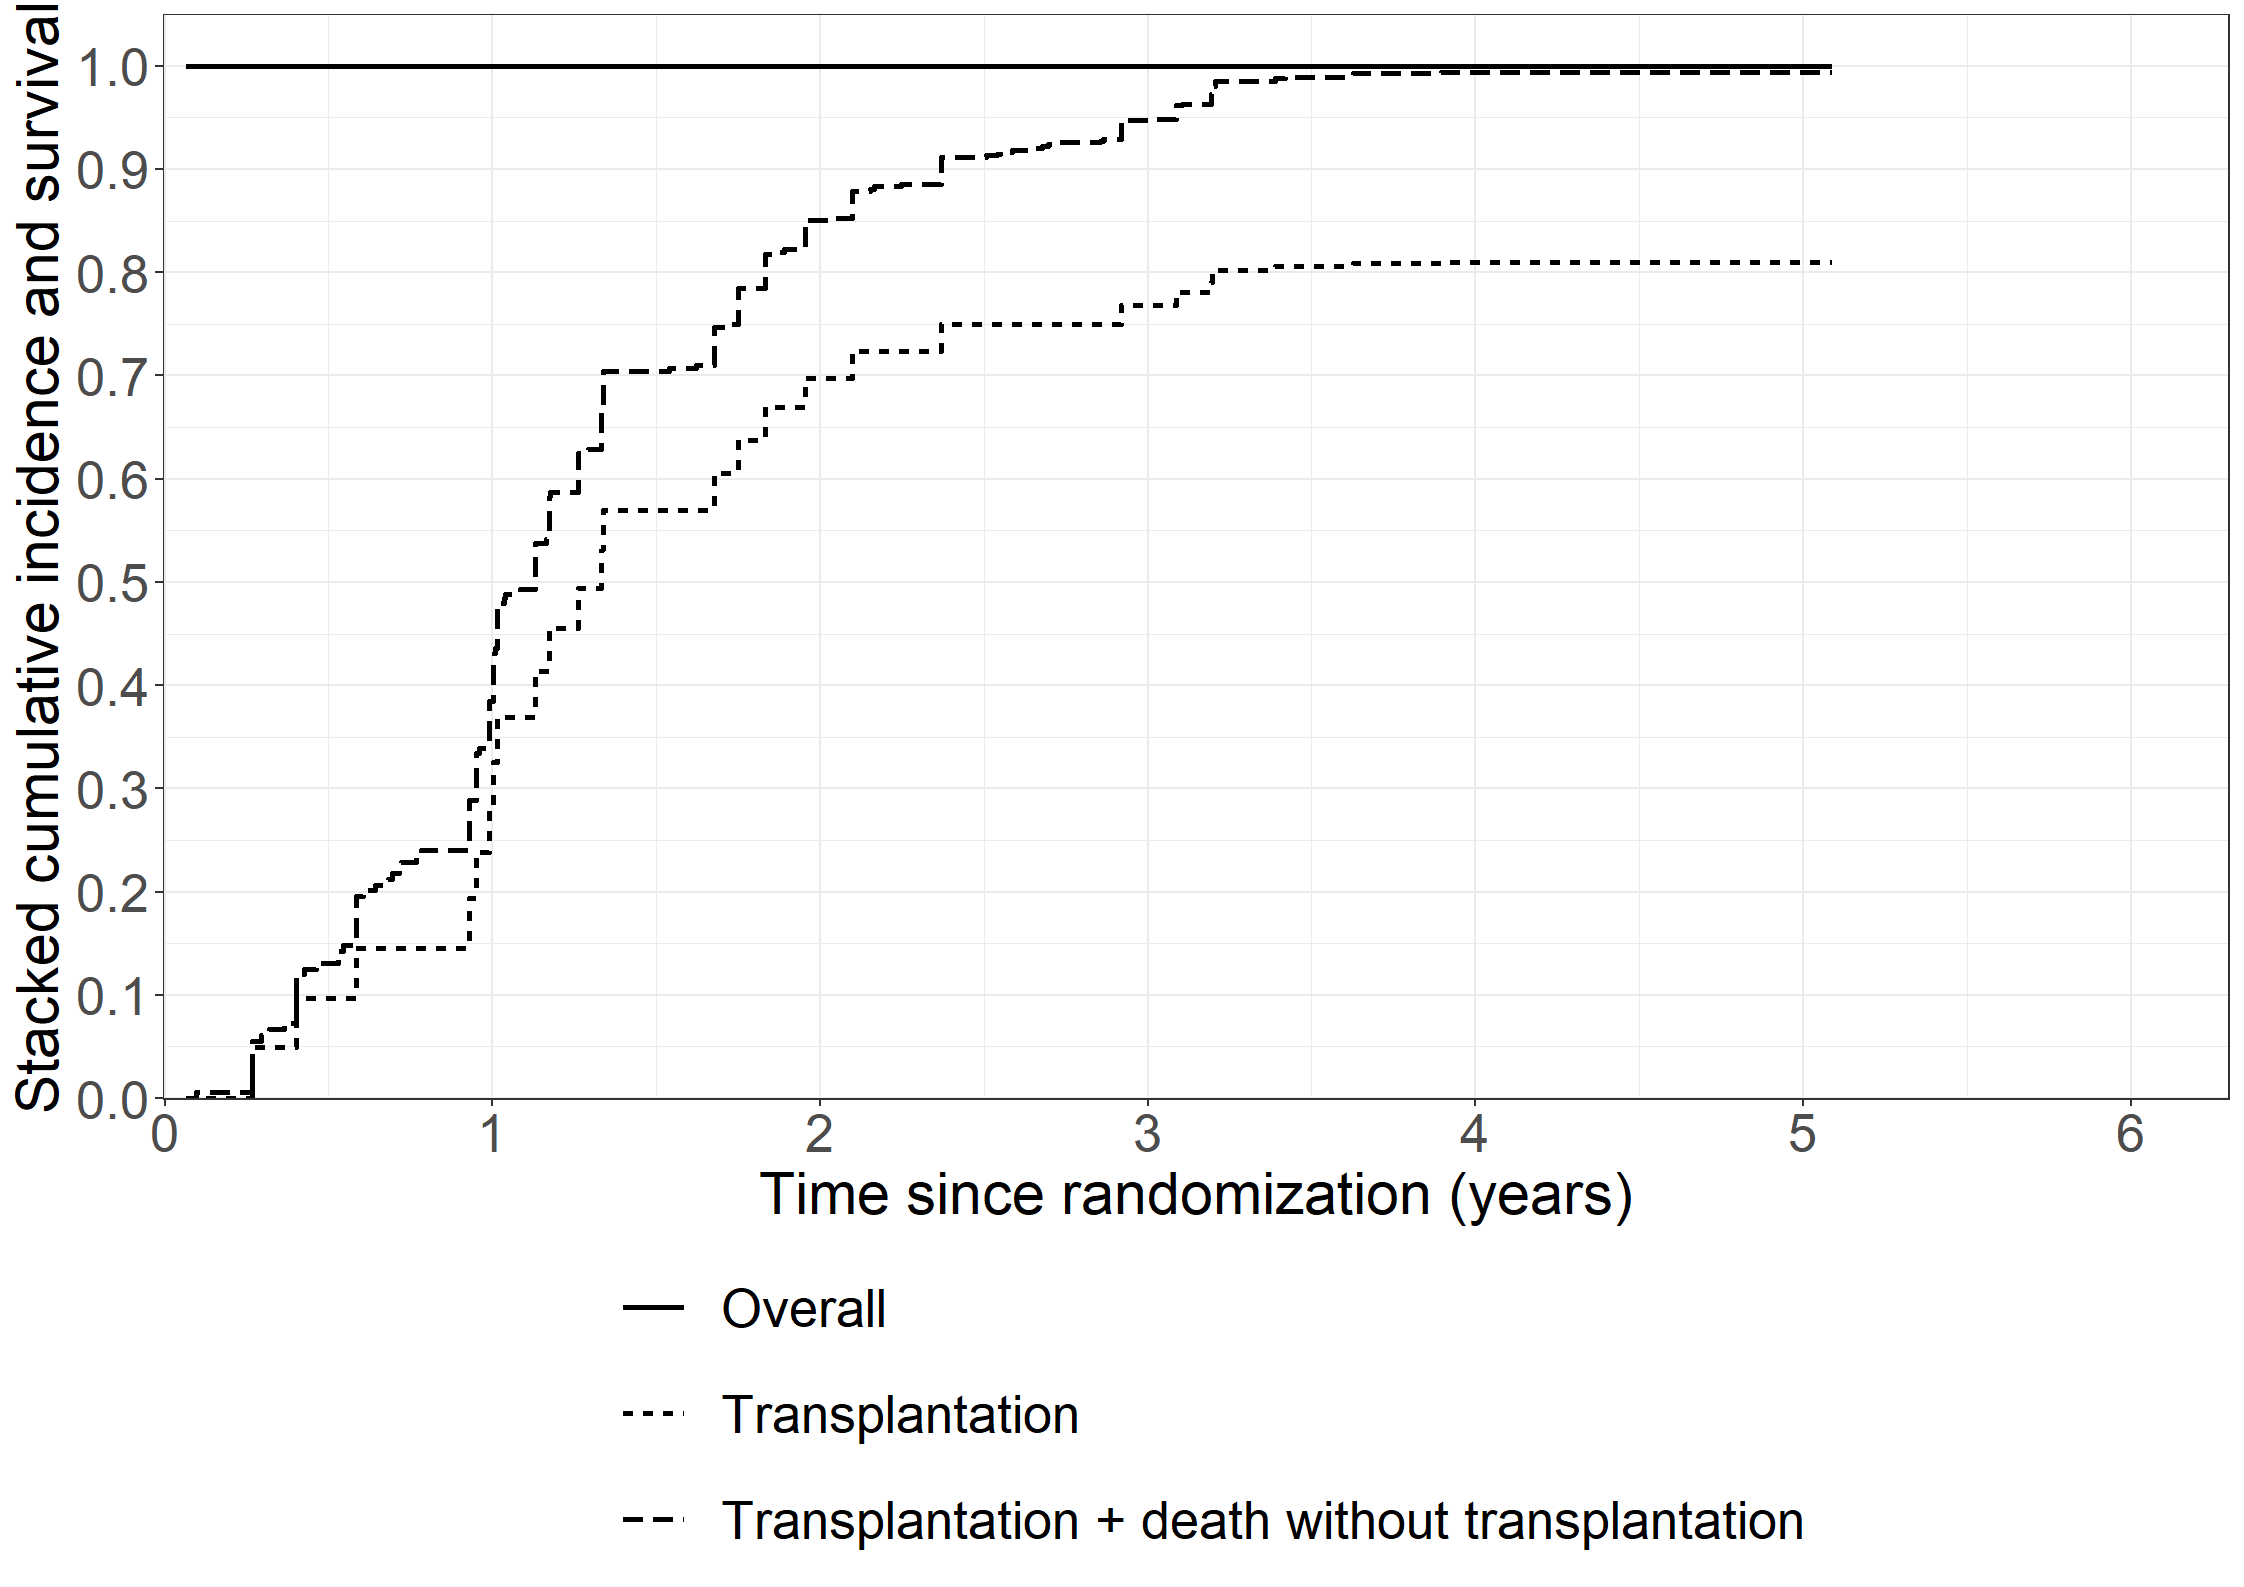 Stacked cumulative incidence and survival
1.0
0.9
0.8
0.7
0.6
0.5
0.4
0.3
0.2
0.1
0.0
0 1 2 3 4 5 6
Time since randomization (years)
Overall
Transplantation
Transplantation + death without transplantation